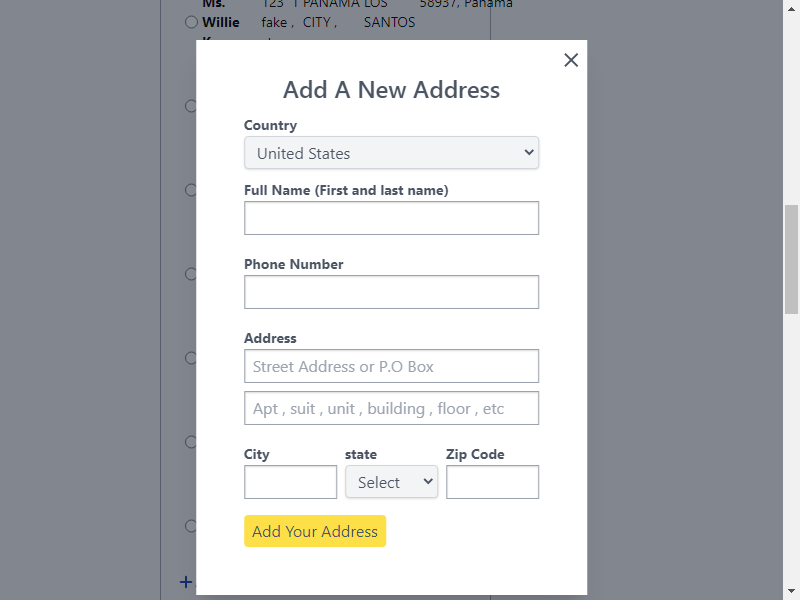 Ms. 123 1 PANAMA LOS 58937, Panama
Willie fake , CITY , SANTOS
Add A New Address
Country
United States
Full Name (First and last name)
Phone Number
Address
Street Address or P.O Box
Apt , suit , unit , building , floor , etc
City state Zip Code
Select
Add Your Address